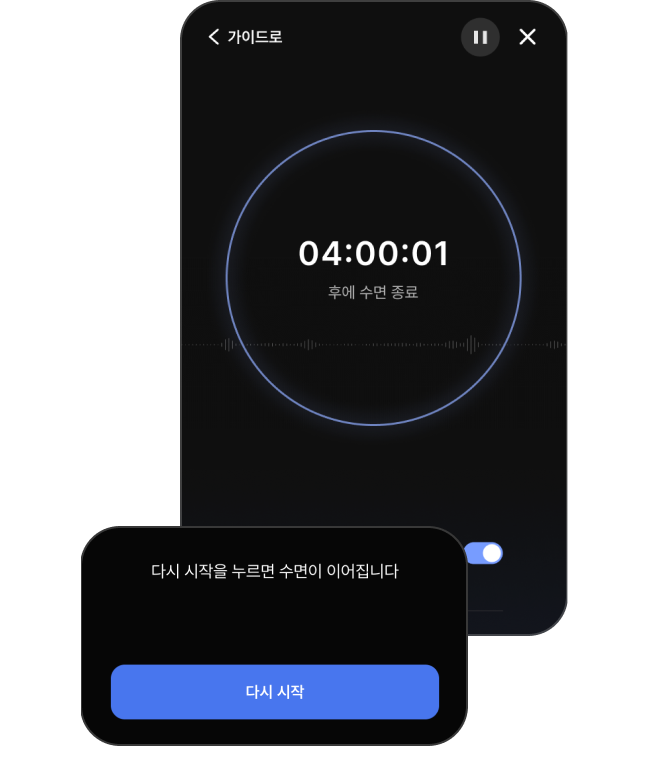 가이드로
04:00:01
후에 수면 종료
다시 시작을 누르면 수면이 이어집니다
다시 시작